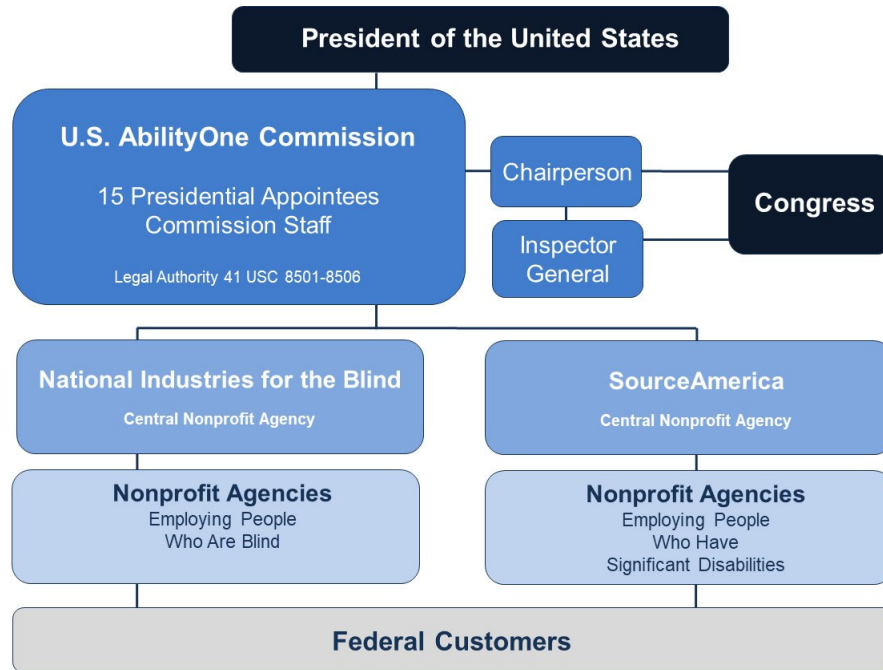 President of the United States
U.S. AbilityOne Commission
15 Presidential Appointees
Commission Staff
Legal Authority 41 USC 8501-8506
Chairperson
Inspector
General
Congress
National Industries for the Blind
Central Nonprofit Agency
SourceAmerica
Central Nonprofit Agency
Nonprofit Agencies
Employing People
Who Are Blind
Nonprofit Agencies
Employing People
Who Have
Significant Disabilities
Federal Customers